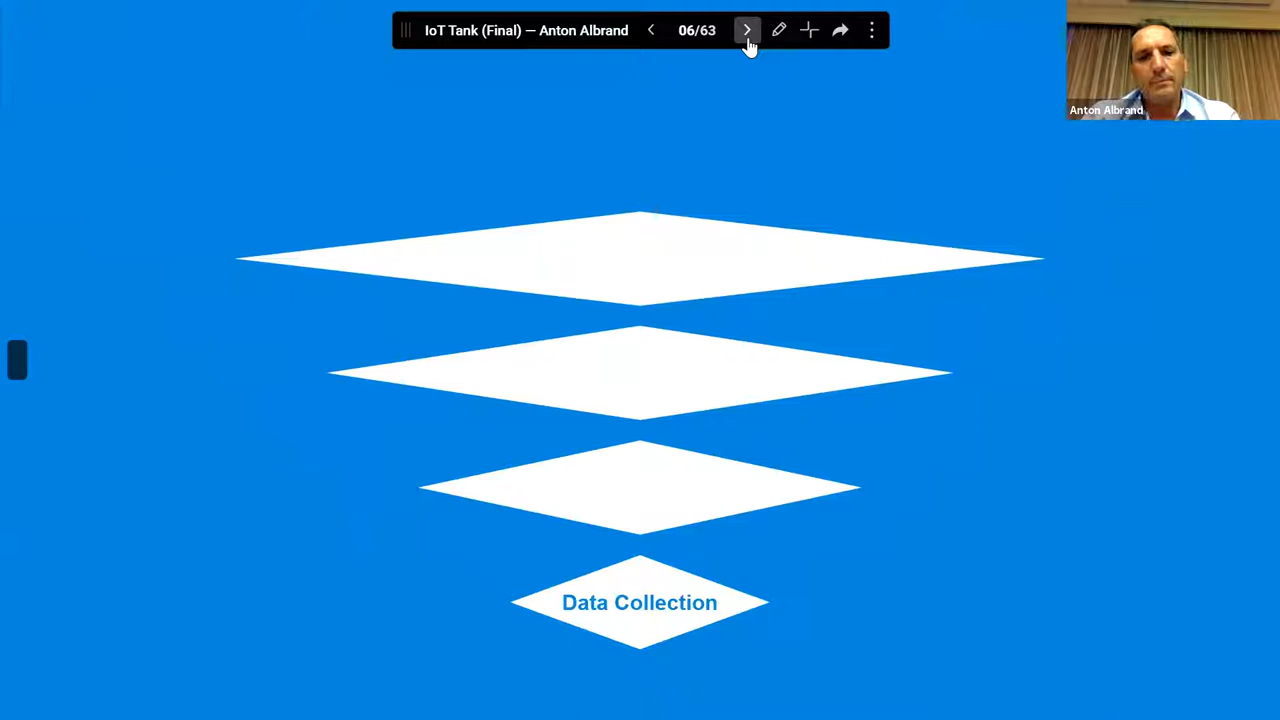 IoT Tank (Final) — Anton Albrand
06/63
Anton Albrand
Data Collection